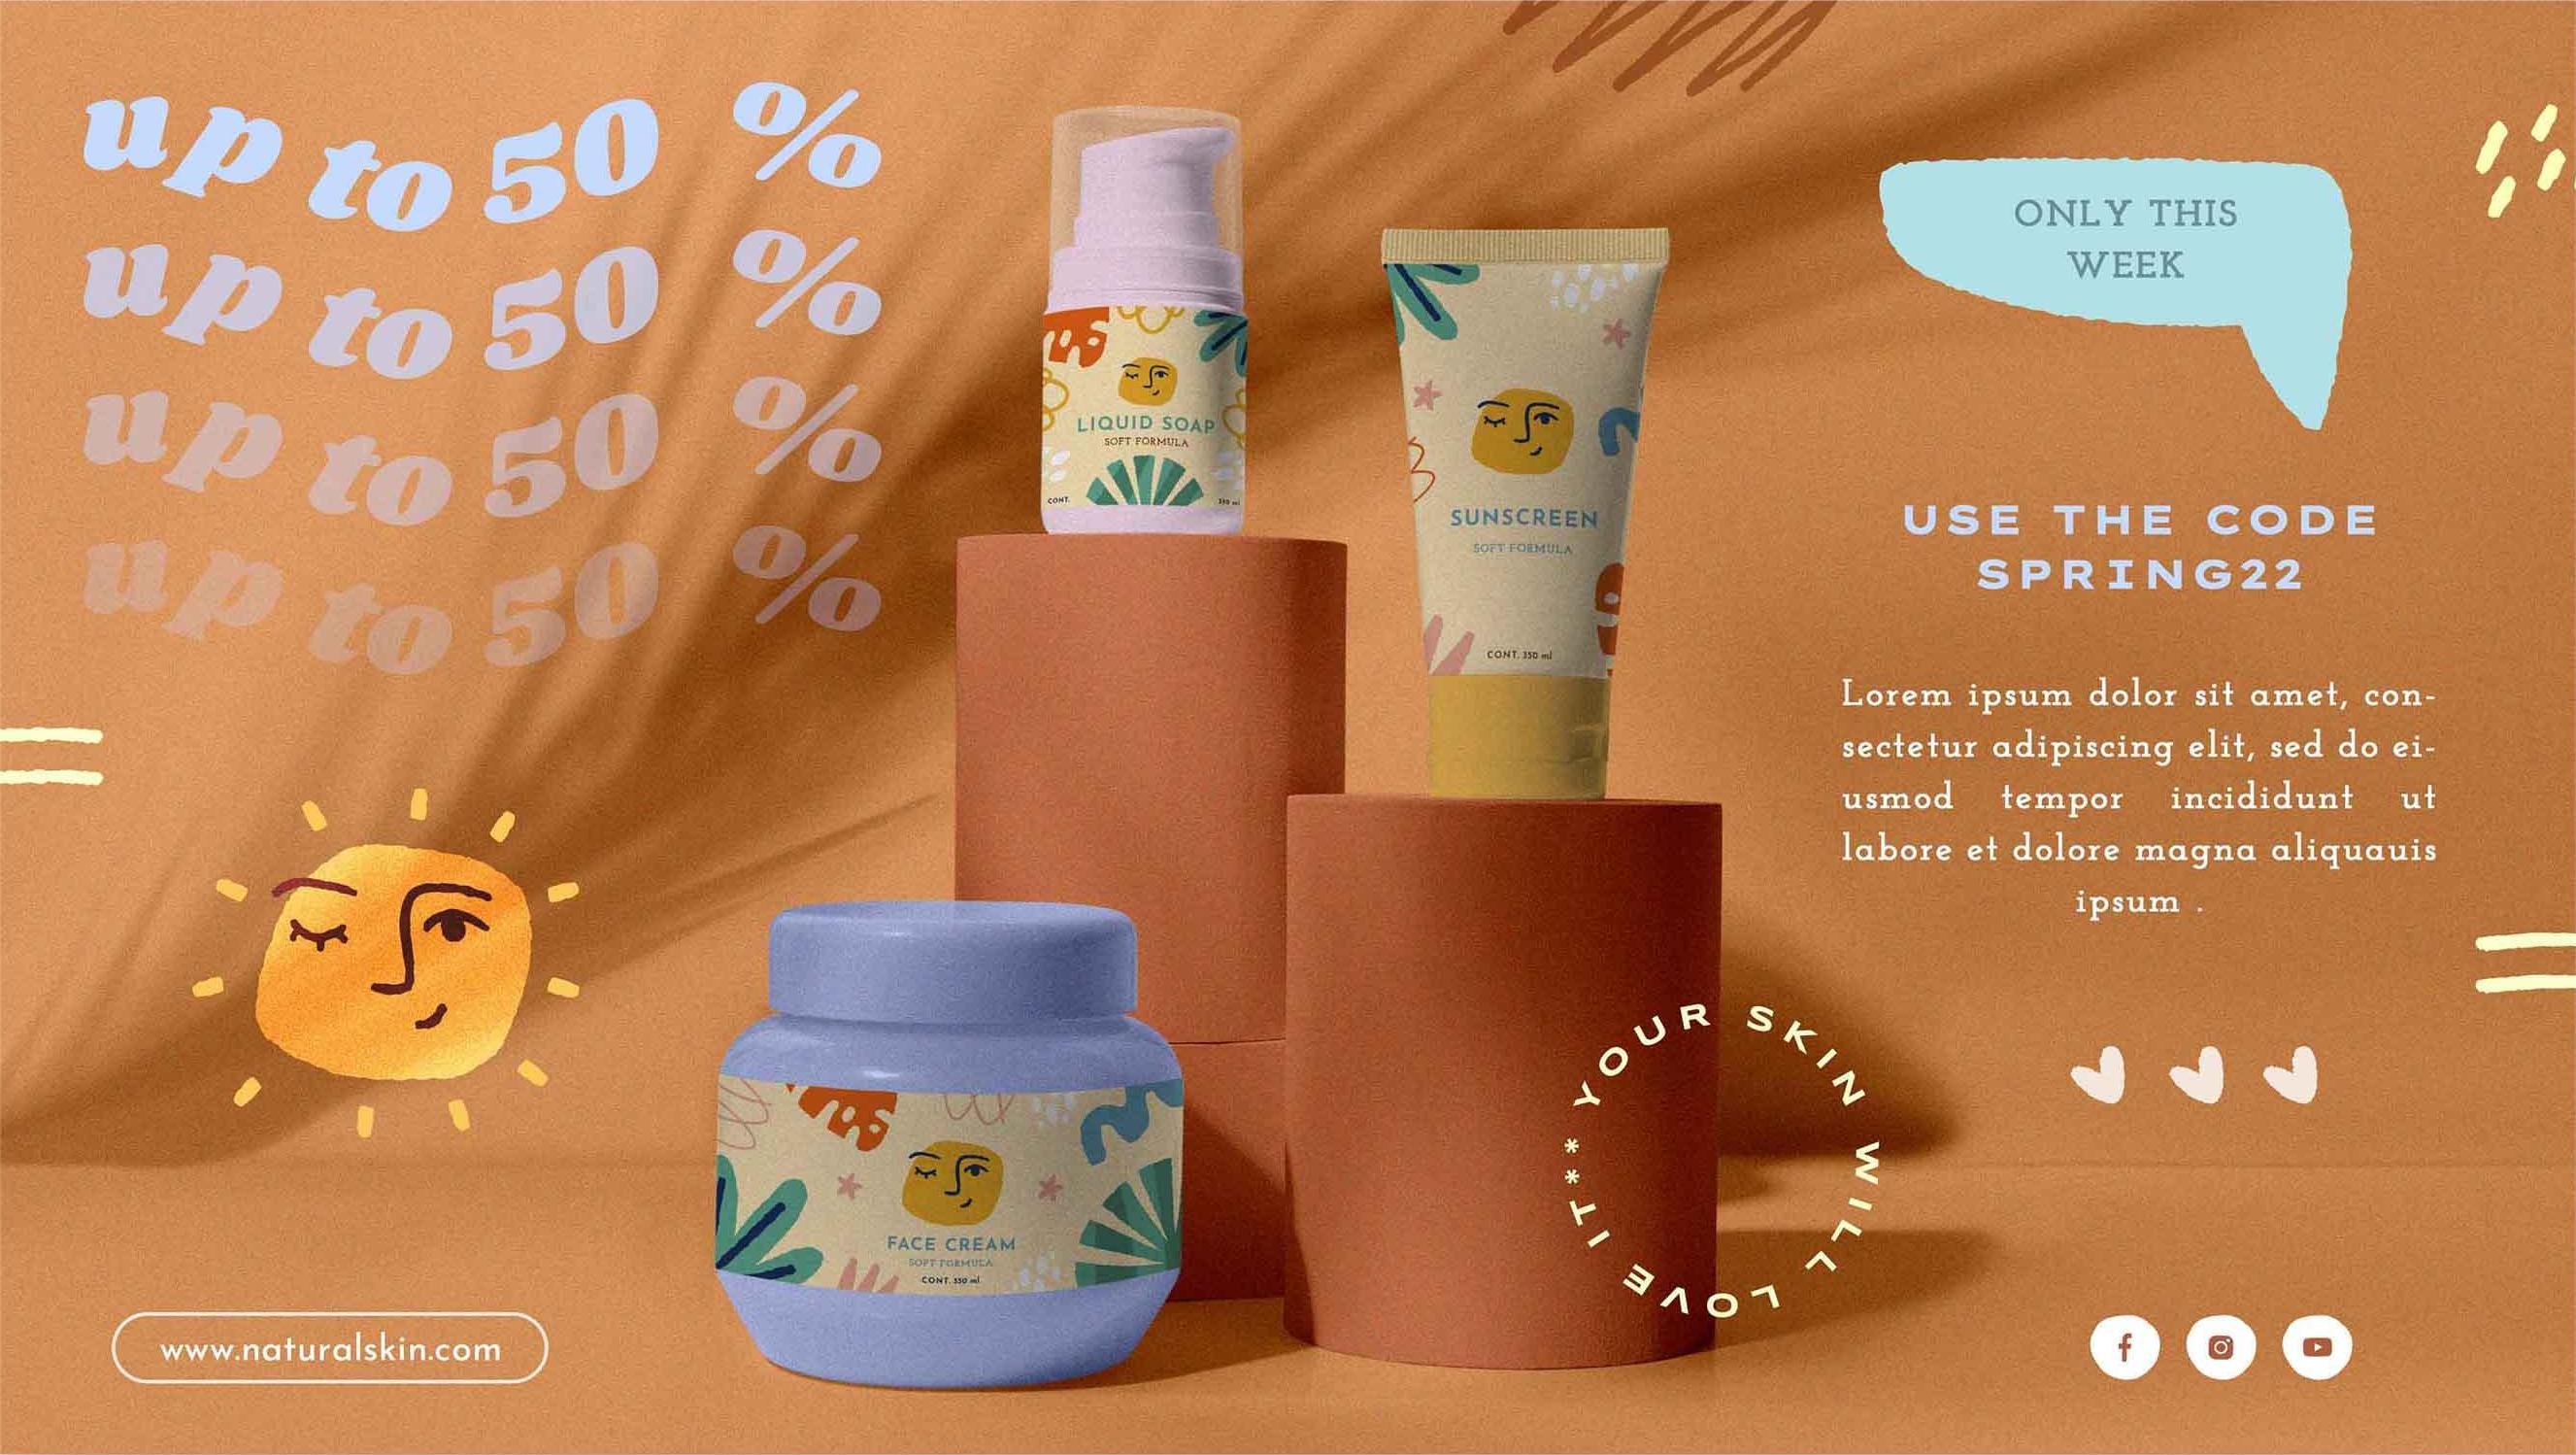 up to 50 %
up to 50 %
up to 50 %
up to 50 %
LIQUID SOAP
SOFT FORMULA
CONT.
350 ml
SUNSCREEN
SOFT FORMULA
CONT. 350 ml
FACE CREAM
SOFT FORMULA
CONT. 350 ml
ONLY THIS
WEEK
USE THE CODE
SPRING22
Lorem ipsum dolor sit amet, con-
sectetur adipiscing elit, sed do ei-
usmod tempor incididunt ut
labore et dolore magna aliquauis
ipsum .
YOUR SKIN WILL LOVE IT**
www.naturalskin.com